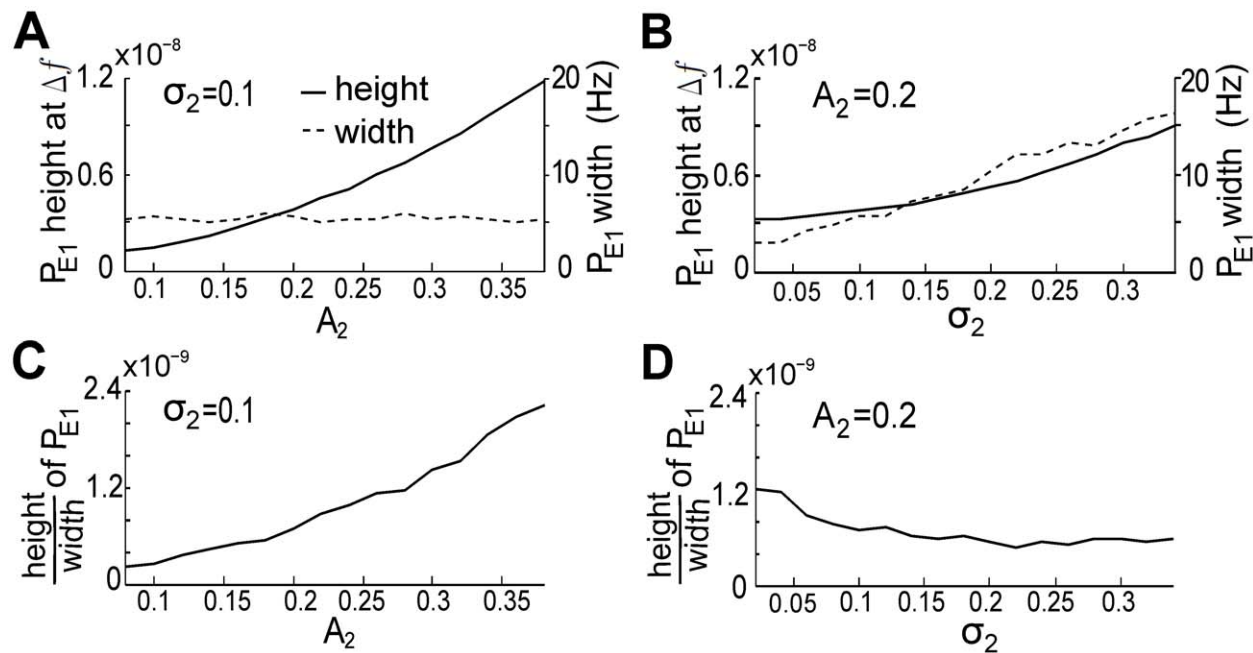 A
×10⁻⁸
P_E1 height at Δf
1.2
0.6
0
σ₂=0.1
height
width
20
10
0
P_E1 width (Hz)
0.1
0.15
0.2
0.25
0.3
0.35
A₂
B
×10⁻⁸
P_E1 height at Δf
1.2
0.6
0
A₂=0.2
20
10
0
P_E1 width (Hz)
0.05
0.1
0.15
0.2
0.25
0.3
σ₂
C
×10⁻⁹
height
width
of P_E1
2.4
1.2
0
σ₂=0.1
0.1
0.15
0.2
0.25
0.3
0.35
A₂
D
×10⁻⁹
height
width
of P_E1
2.4
1.2
0
A₂=0.2
0.05
0.1
0.15
0.2
0.25
0.3
σ₂